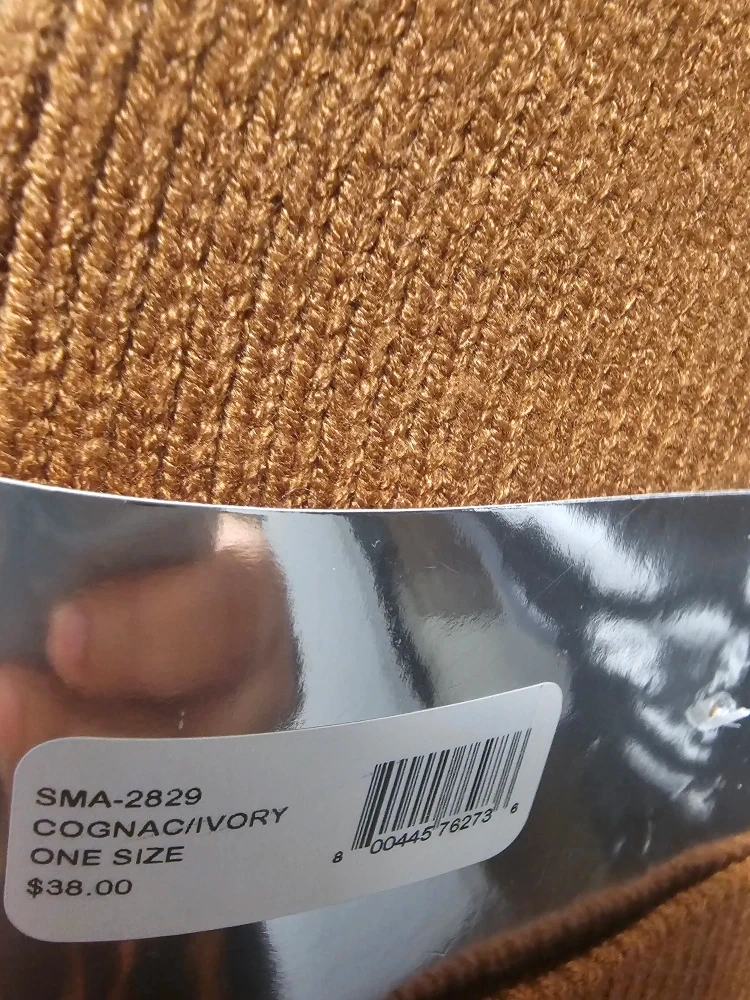 SMA-2829
COGNAC/IVORY
ONE SIZE
$38.00
8 00445 76273 6